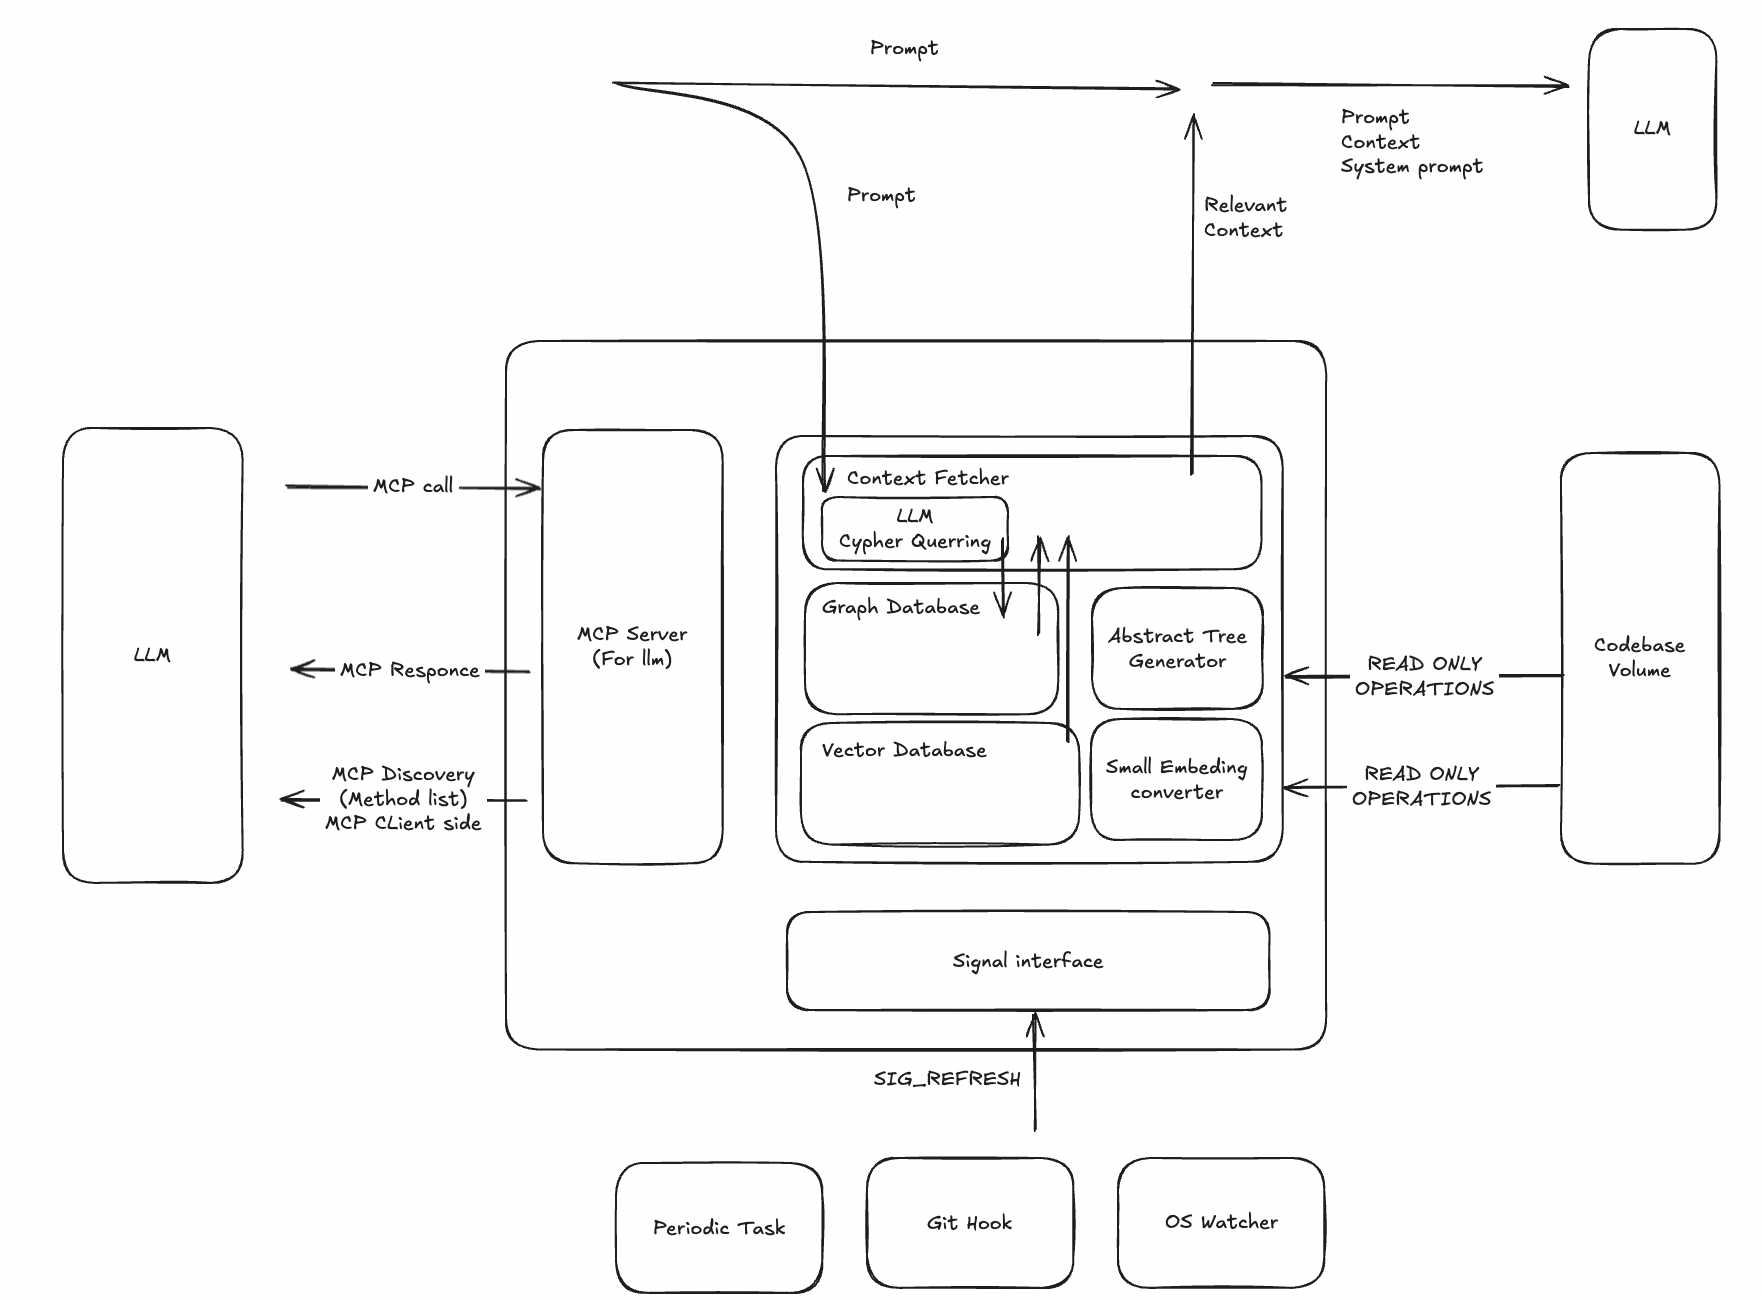 Prompt
Prompt
Context
System prompt
LLM
Prompt
Relevant
Context
LLM
MCP call
MCP Responce
MCP Discovery
(Method list)
MCP CLient side
MCP Server
(For llm)
Context Fetcher
LLM
Cypher Querring
Graph Database
Abstract Tree
Generator
Vector Database
Small Embeding
converter
READ ONLY
OPERATIONS
READ ONLY
OPERATIONS
Codebase
Volume
Signal interface
SIG_REFRESH
Periodic Task
Git Hook
OS Watcher